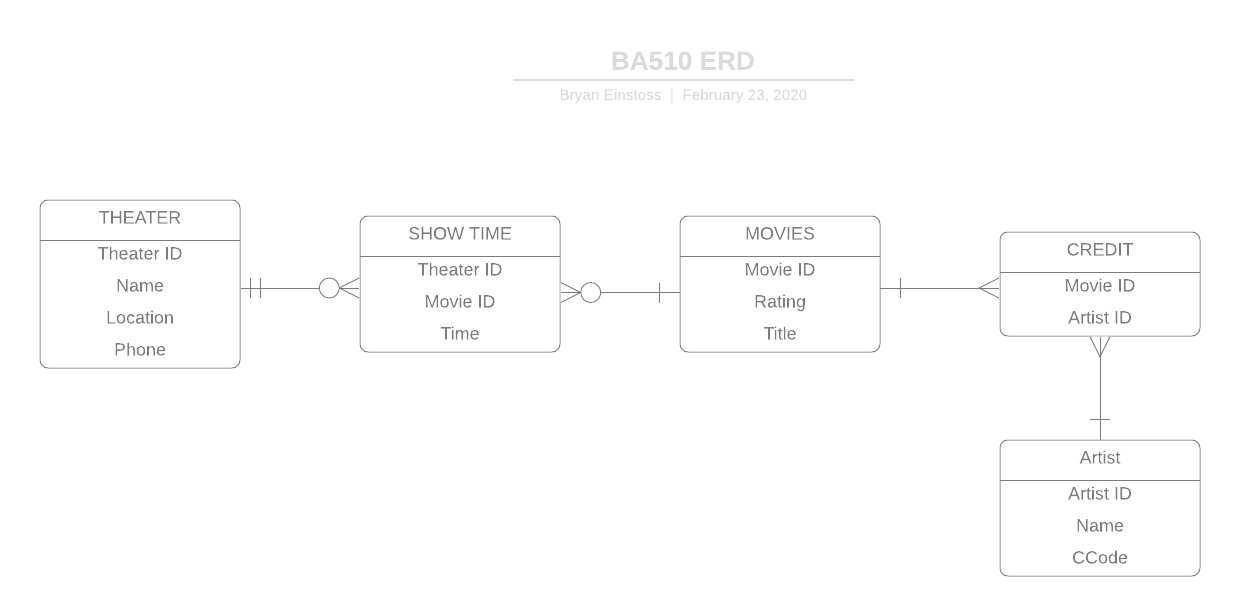 BA510 ERD
Bryan Einstoss | February 23, 2020
THEATER
Theater ID
Name
Location
Phone
SHOW TIME
Theater ID
Movie ID
Time
MOVIES
Movie ID
Rating
Title
CREDIT
Movie ID
Artist ID
Artist
Artist ID
Name
CCode